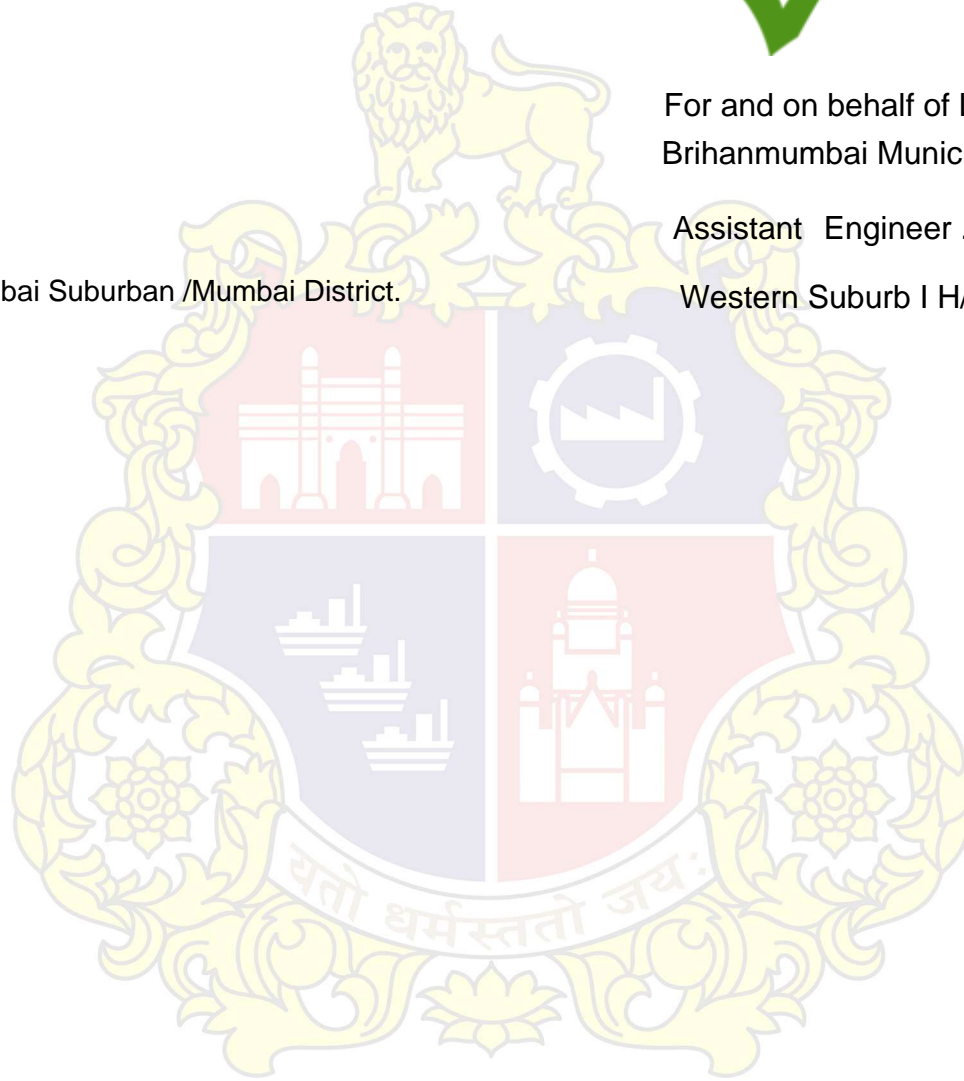 For and on behalf of
Brihanmumbai Munic
Assistant Engineer
bai Suburban /Mumbai District.
Western Suburb I H/
यतो धर्मस्ततो जय: